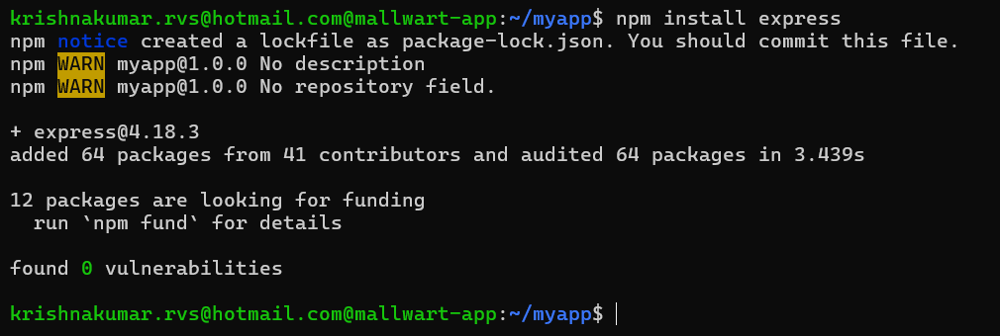 krishnakumar.rvs@hotmail.com@mallwart-app:~/myapp$ npm install express
npm notice created a lockfile as package-lock.json. You should commit this file.
npm WARN myapp@1.0.0 No description
npm WARN myapp@1.0.0 No repository field.
+ express@4.18.3
added 64 packages from 41 contributors and audited 64 packages in 3.439s
12 packages are looking for funding
run `npm fund` for details
found 0 vulnerabilities
krishnakumar.rvs@hotmail.com@mallwart-app:~/myapp$